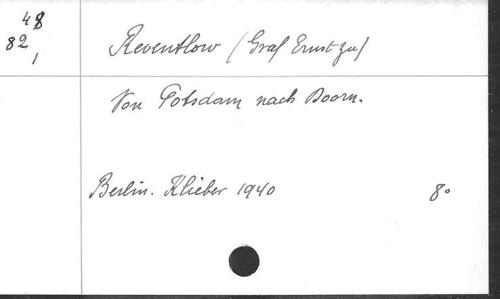 48
82,
1
Reventlow (Graf Ernst zu)
Von Potsdam nach Doorn.
Berlin. Klieber 1940 8°